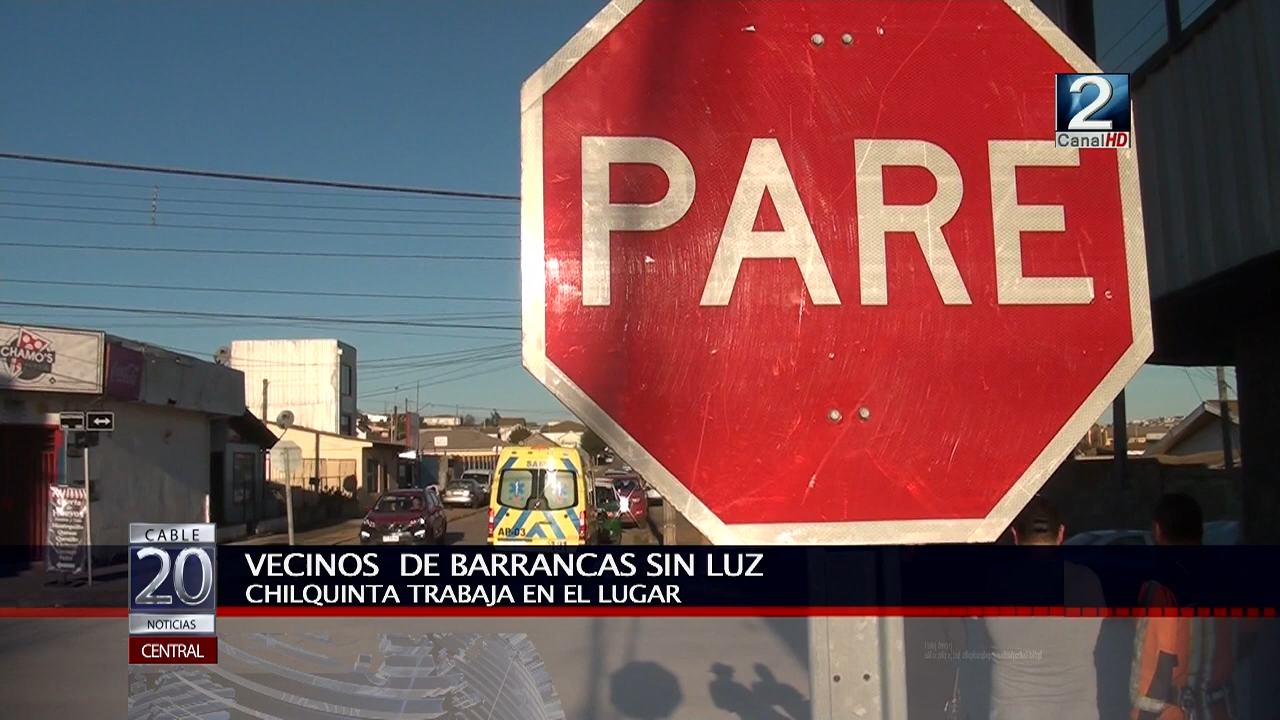 PARE
2
CanalHD
CHAMO'S
SAMU
AP-03
CABLE
20
NOTICIAS
CENTRAL
VECINOS DE BARRANCAS SIN LUZ
CHILQUINTA TRABAJA EN EL LUGAR